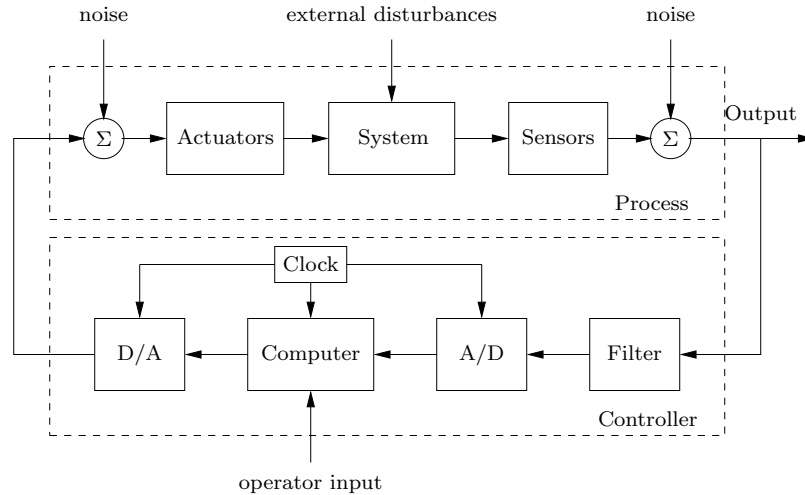 noise
external disturbances
noise
Output
Σ
Actuators
System
Sensors
Σ
Process
Clock
D/A
Computer
A/D
Filter
Controller
operator input